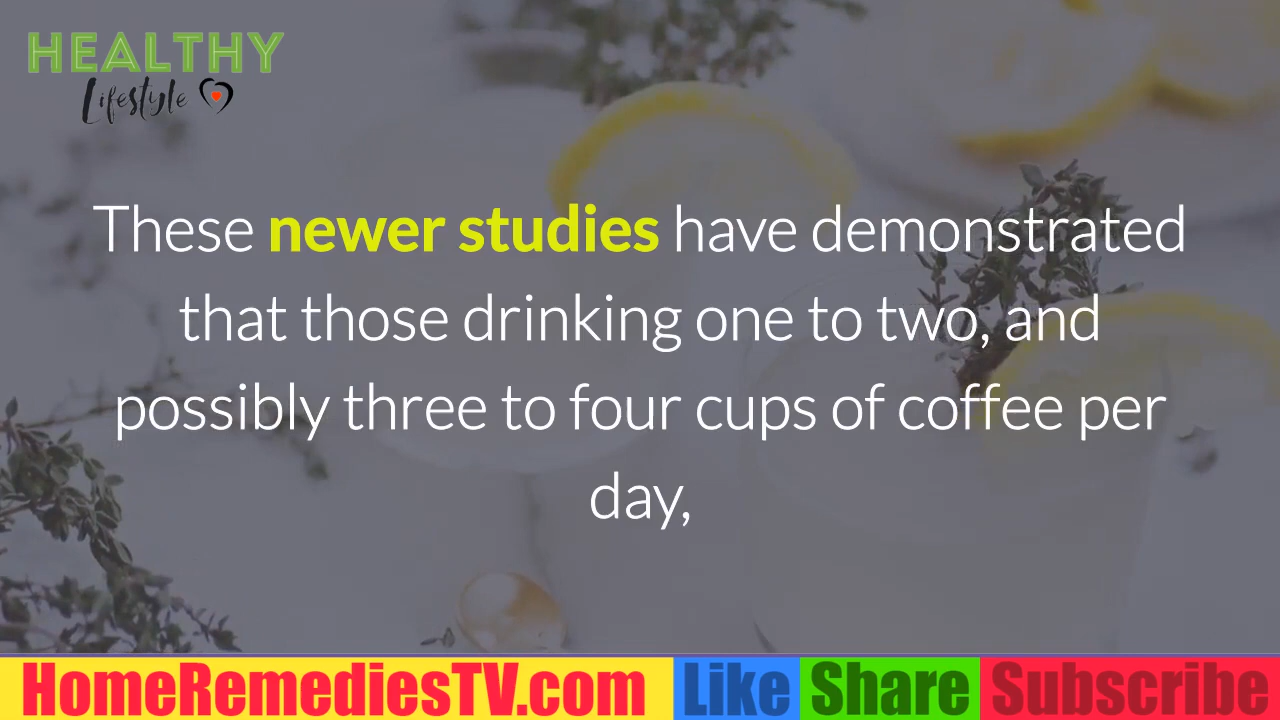 HEALTHY
Lifestyle
These newer studies have demonstrated
that those drinking one to two, and
possibly three to four cups of coffee per
day,
HomeRemediesTV.com Like Share Subscribe